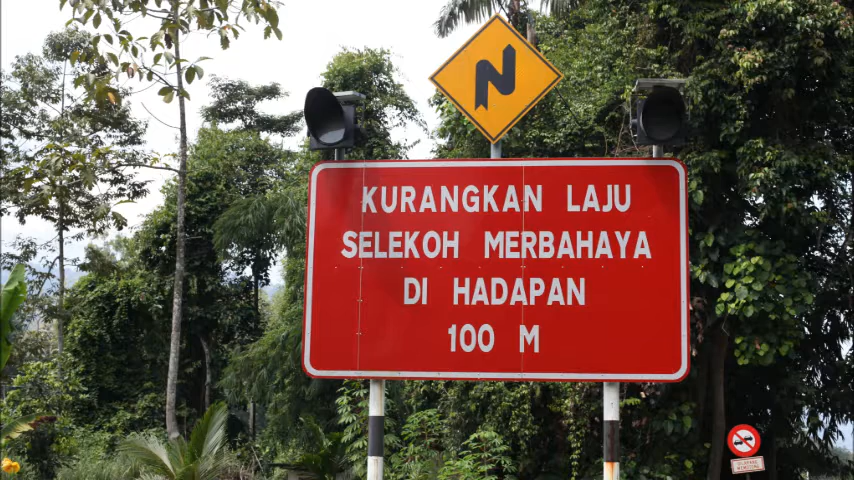 KURANGKAN LAJU
SELEKOH MERBAHAYA
DI HADAPAN
100 M